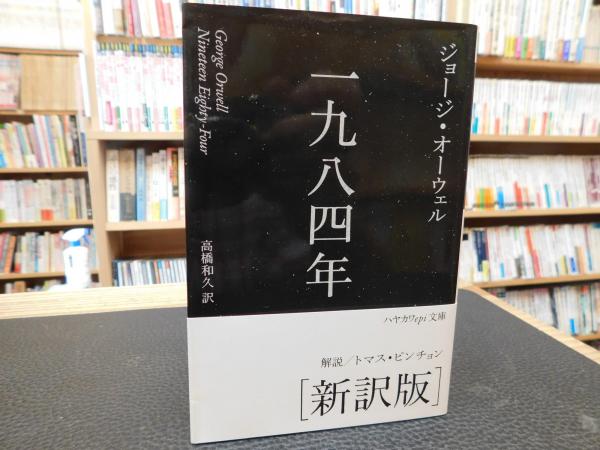 ジョージ・オーウェル
一九八四年
George Orwell
Nineteen Eighty-Four
高橋和久 訳
ハヤカワepi文庫
解説/トマス・ピンチョン
[新訳版]